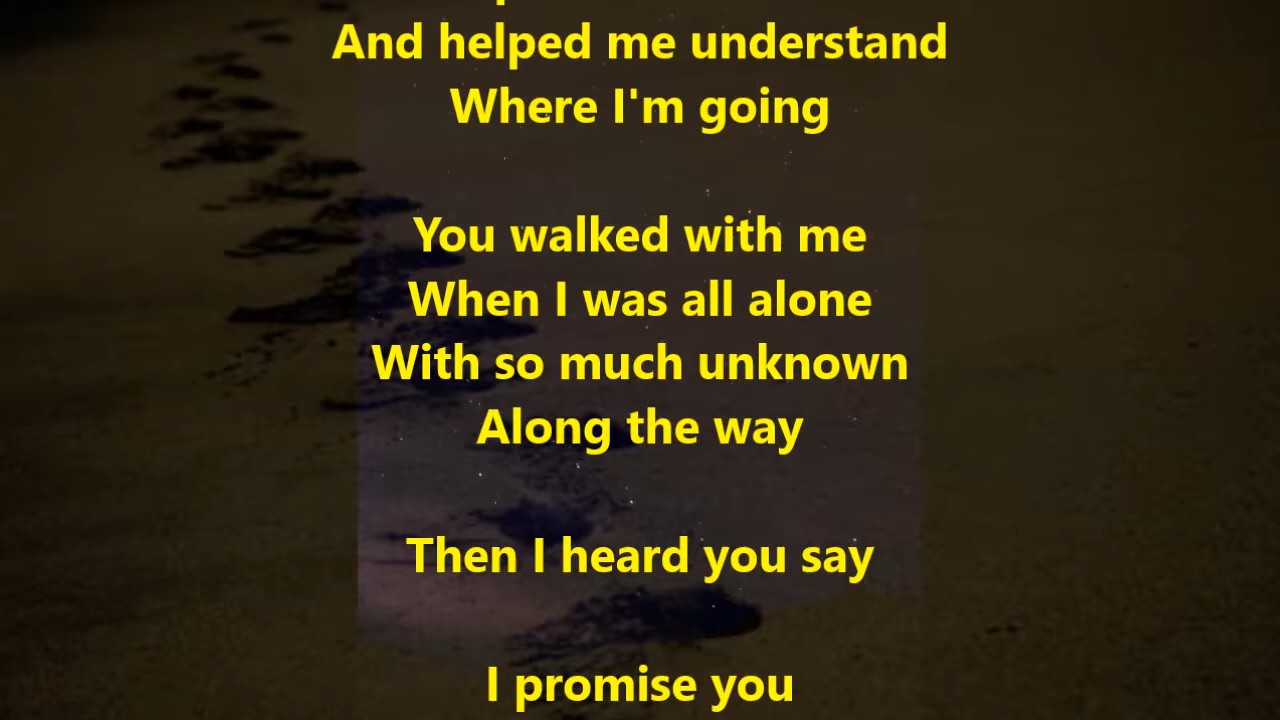 And helped me understand
Where I'm going
You walked with me
When I was all alone
With so much unknown
Along the way
Then I heard you say
I promise you